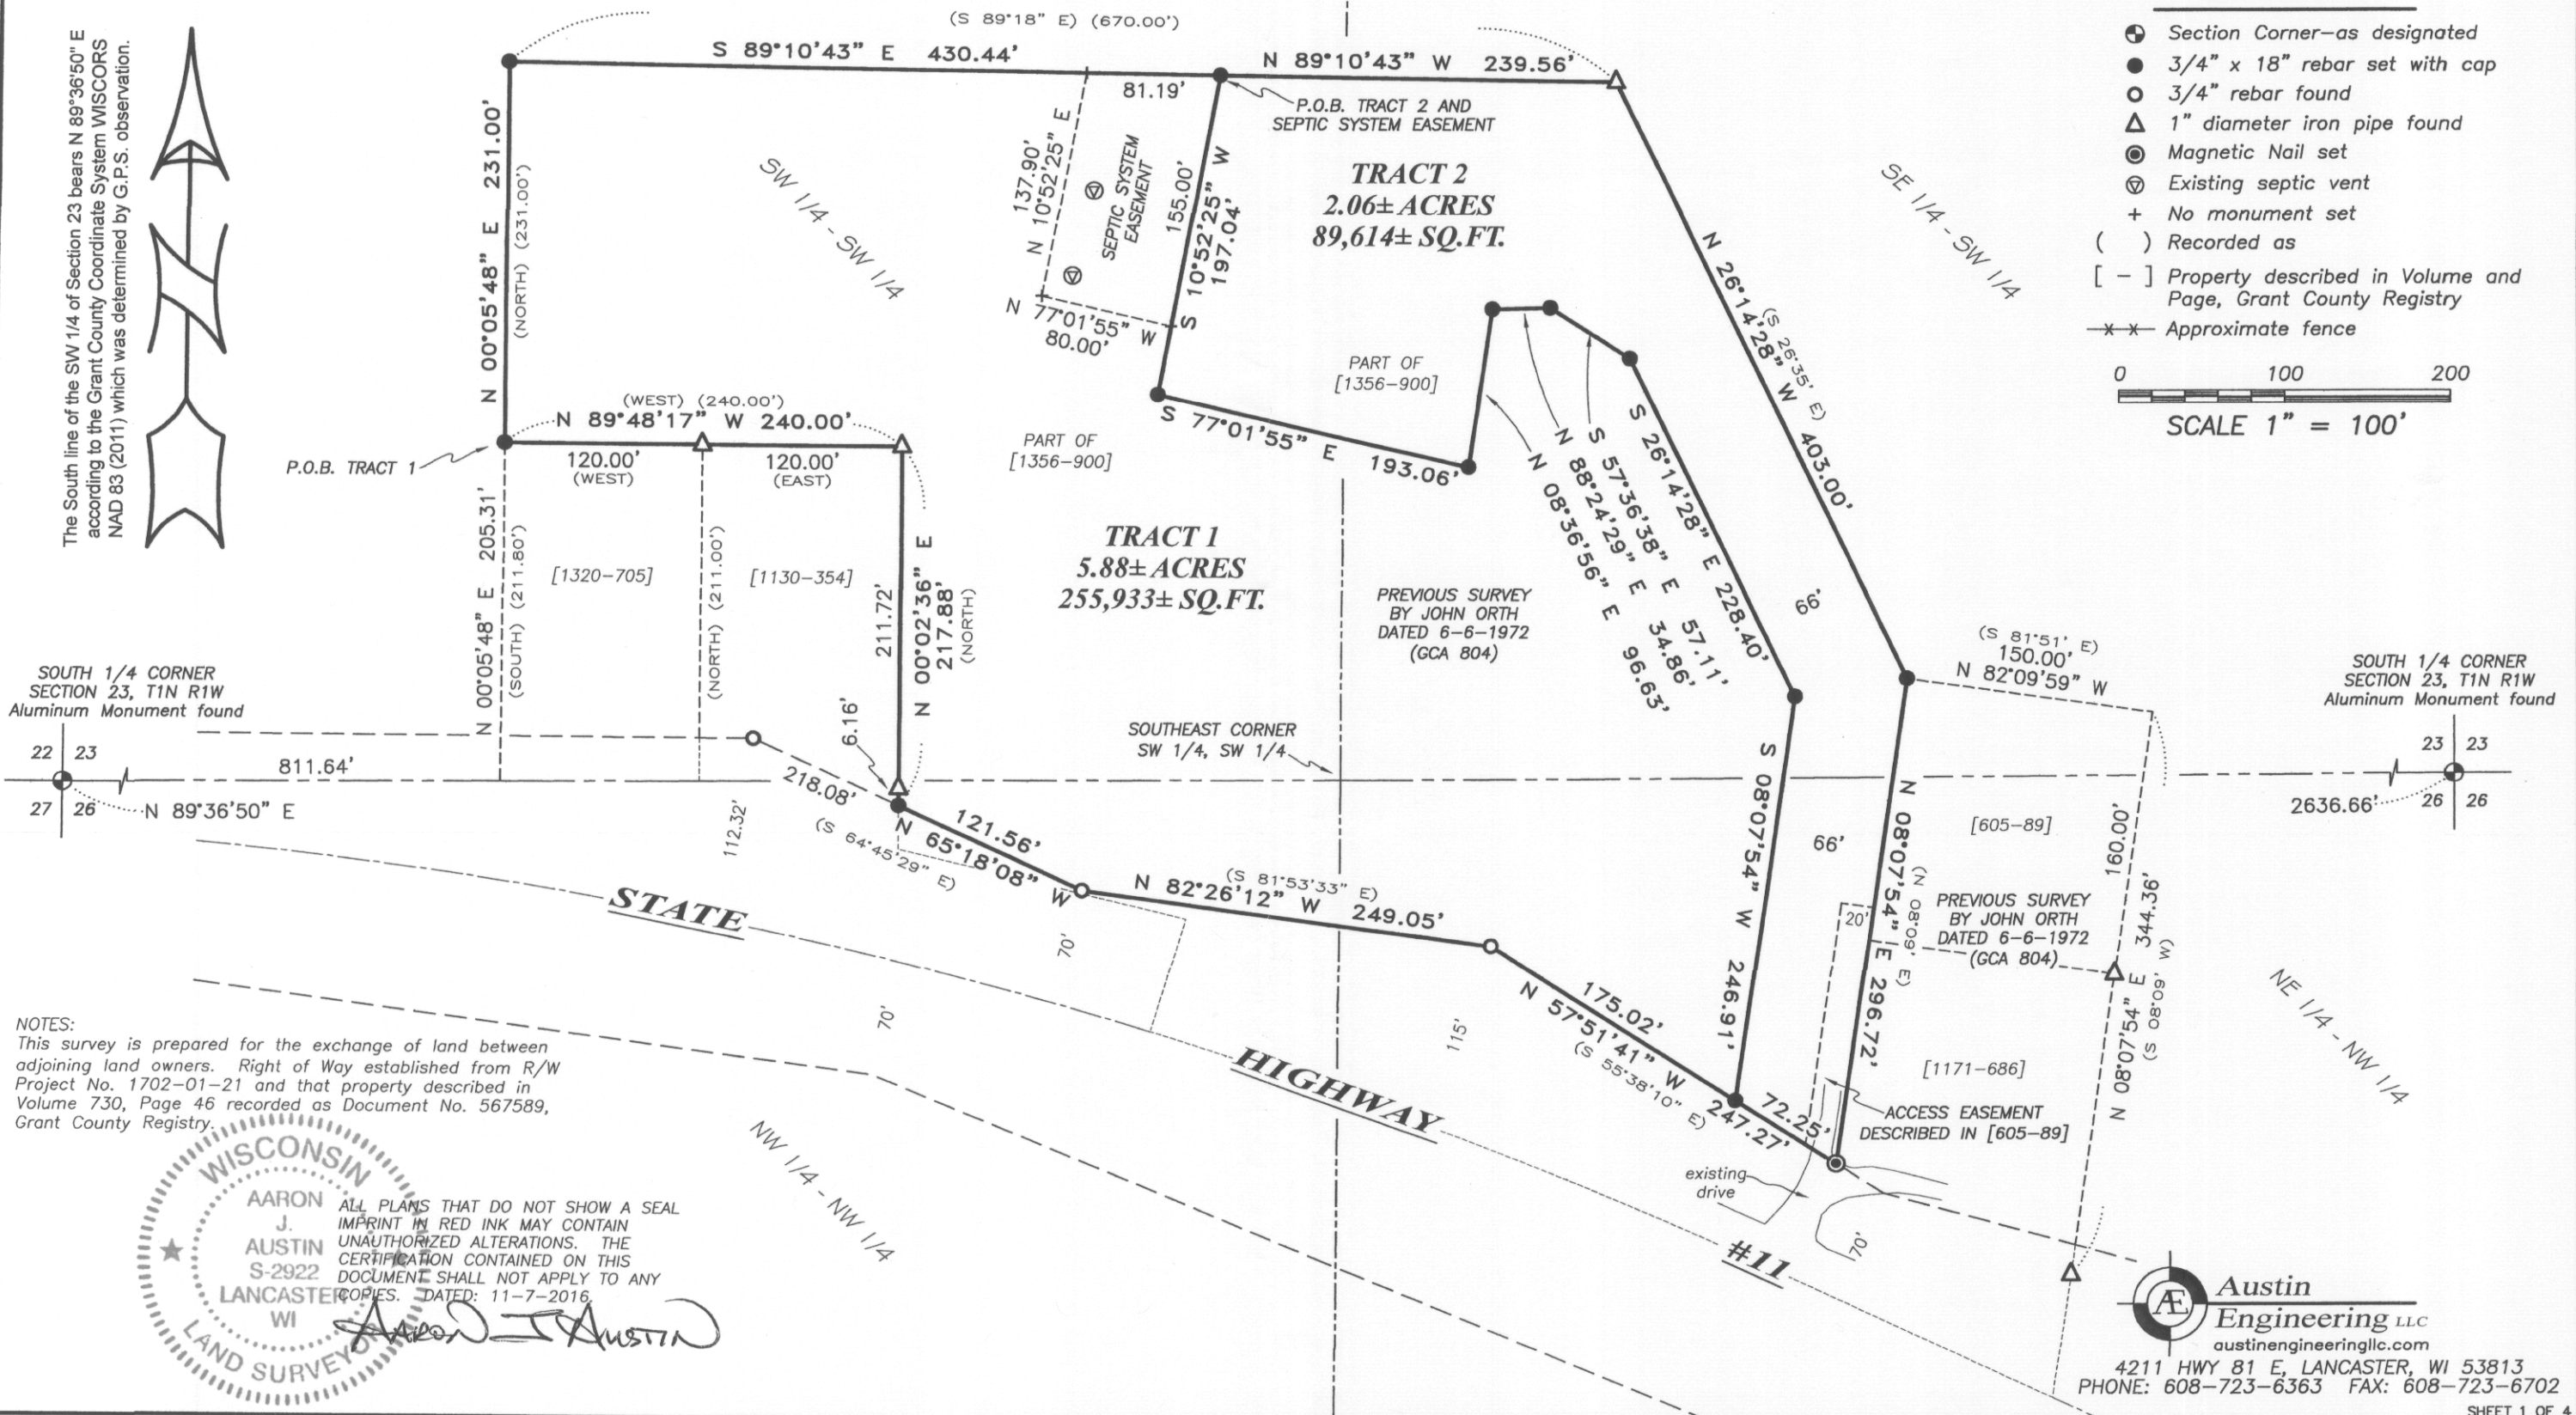 The South line of the SW 1/4 of Section 23 bears N 89°36'50" E
according to the Grant County Coordinate System WISCORS
NAD 83 (2011) which was determined by G.P.S. observation.
(S 89°18" E) (670.00')
S 89°10'43" E 430.44'
N 89°10'43" W 239.56'
81.19'
P.O.B. TRACT 2 AND
SEPTIC SYSTEM EASEMENT
N 00°05'48" E 231.00'
(NORTH) (231.00')
SW 1/4 - SW 1/4
137.90'
N 10°52'25" E
SEPTIC SYSTEM
EASEMENT
155.00'
S 10°52'25" W
197.04'
N 77°01'55" W
80.00'
TRACT 2
2.06± ACRES
89,614± SQ.FT.
SE 1/4 - SW 1/4
N 26°14'28" W 403.00'
(S 26°35' E)
Section Corner-as designated
3/4" x 18" rebar set with cap
3/4" rebar found
1" diameter iron pipe found
Magnetic Nail set
Existing septic vent
+ No monument set
( ) Recorded as
[ - ] Property described in Volume and
Page, Grant County Registry
Approximate fence
0 100 200
SCALE 1" = 100'
PART OF
[1356-900]
(WEST) (240.00')
N 89°48'17" W 240.00'
P.O.B. TRACT 1
120.00'
(WEST)
120.00'
(EAST)
PART OF
[1356-900]
S 77°01'55" E 193.06'
S 57°36'38" E 57.11'
N 88°24'29" E 34.86'
N 08°36'56" E 96.63'
S 26°14'28" E 228.40'
66'
N 00°05'48" E 205.31'
(SOUTH) (211.80')
[1320-705]
(NORTH) (211.00')
[1130-354]
211.72'
N 00°02'36" E
217.88'
(NORTH)
TRACT 1
5.88± ACRES
255,933± SQ.FT.
PREVIOUS SURVEY
BY JOHN ORTH
DATED 6-6-1972
(GCA 804)
SOUTH 1/4 CORNER
SECTION 23, T1N R1W
Aluminum Monument found
22 23
27 26
811.64'
N 89°36'50" E
6.16'
SOUTHEAST CORNER
SW 1/4, SW 1/4
(S 81°51' E)
150.00'
N 82°09'59" W
SOUTH 1/4 CORNER
SECTION 23, T1N R1W
Aluminum Monument found
23 23
26 26
2636.66'
218.08'
112.32'
121.56'
N 65°18'08" W
(S 64°45'29" E)
(S 81°53'33" E)
N 82°26'12" W 249.05'
S 08°07'54" W 246.91'
66'
N 08°07'54" E 296.72'
(N 08°09' E)
20'
[605-89]
160.00'
PREVIOUS SURVEY
BY JOHN ORTH
DATED 6-6-1972
(GCA 804)
N 08°07'54" E 344.36'
(S 08°09' W)
NE 1/4 - NW 1/4
STATE
HIGHWAY
#11
70'
70'
115'
175.02'
N 57°51'41" W
(S 55°38'10" E)
247.27'
72.25'
[1171-686]
ACCESS EASEMENT
DESCRIBED IN [605-89]
existing
drive
70'
NW 1/4 - NW 1/4
NOTES:
This survey is prepared for the exchange of land between
adjoining land owners. Right of Way established from R/W
Project No. 1702-01-21 and that property described in
Volume 730, Page 46 recorded as Document No. 567589,
Grant County Registry.
WISCONSIN
AARON
J.
AUSTIN
S-2922
LANCASTER
WI
LAND SURVEYOR
ALL PLANS THAT DO NOT SHOW A SEAL
IMPRINT IN RED INK MAY CONTAIN
UNAUTHORIZED ALTERATIONS. THE
CERTIFICATION CONTAINED ON THIS
DOCUMENT SHALL NOT APPLY TO ANY
COPIES. DATED: 11-7-2016
AARON J AUSTIN
Æ
Austin
Engineering LLC
austinengineeringllc.com
4211 HWY 81 E, LANCASTER, WI 53813
PHONE: 608-723-6363 FAX: 608-723-6702
SHEET 1 OF 4